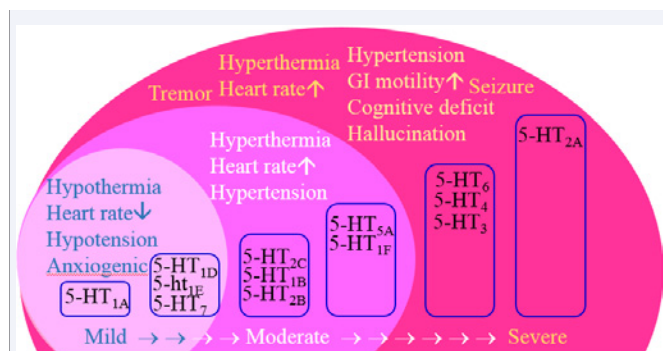 Hypertension
Hyperthermia
GI motility↑ Seizure
Tremor Heart rate↑
Cognitive deficit
Hallucination
5-HT2A
Hyperthermia
Heart rate↑
Hypertension
5-HT6
5-HT4
5-HT3
Hypothermia
Heart rate↓
Hypotension
Anxiogenic
5-HT5A
5-HT1F
5-HT1D
5-ht1E
5-HT7
5-HT2C
5-HT1B
5-HT2B
5-HT1A
Mild → → → → Moderate → → → → → → → Severe